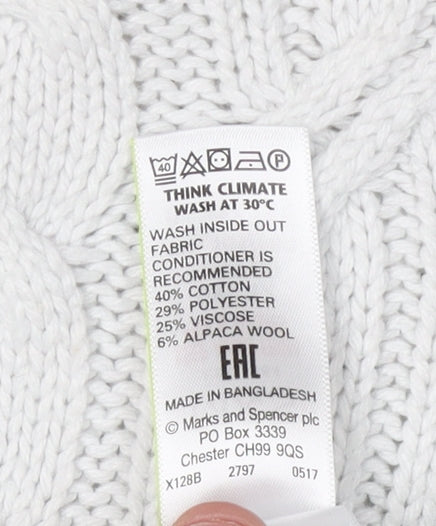 40 P
THINK CLIMATE
WASH AT 30°C
WASH INSIDE OUT
FABRIC
CONDITIONER IS
RECOMMENDED
40% COTTON
29% POLYESTER
25% VISCOSE
6% ALPACA WOOL
EAC
MADE IN BANGLADESH
© Marks and Spencer plc
PO Box 3339
Chester CH99 9QS
X128B 2797 0517